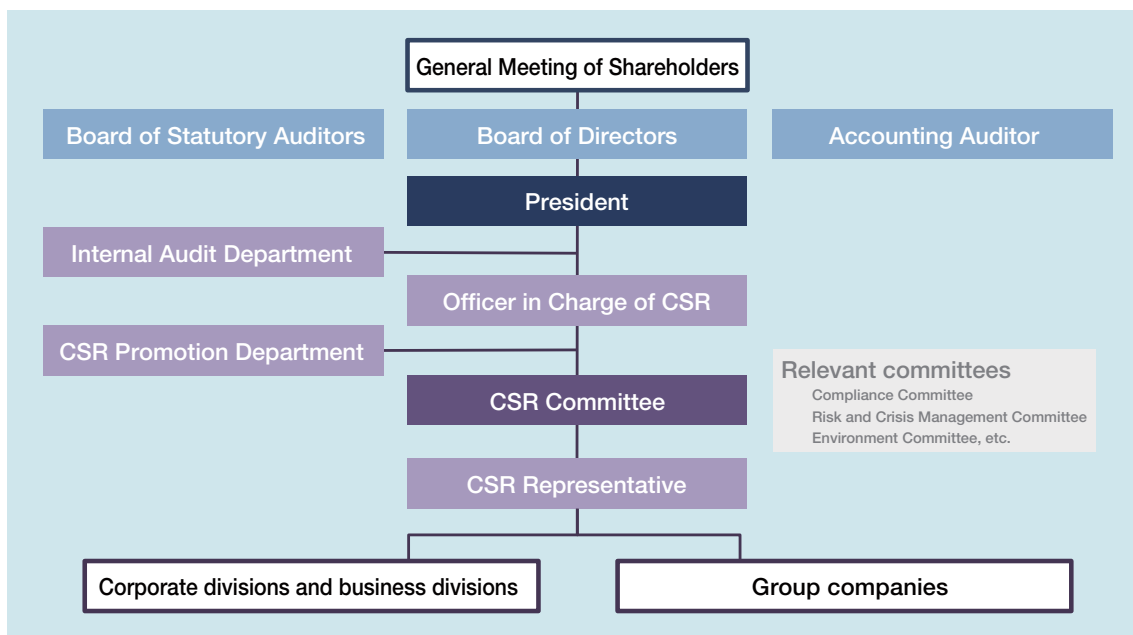 General Meeting of Shareholders
Board of Statutory Auditors
Board of Directors
Accounting Auditor
President
Internal Audit Department
Officer in Charge of CSR
CSR Promotion Department
Relevant committees
Compliance Committee
Risk and Crisis Management Committee
Environment Committee, etc.
CSR Committee
CSR Representative
Corporate divisions and business divisions
Group companies